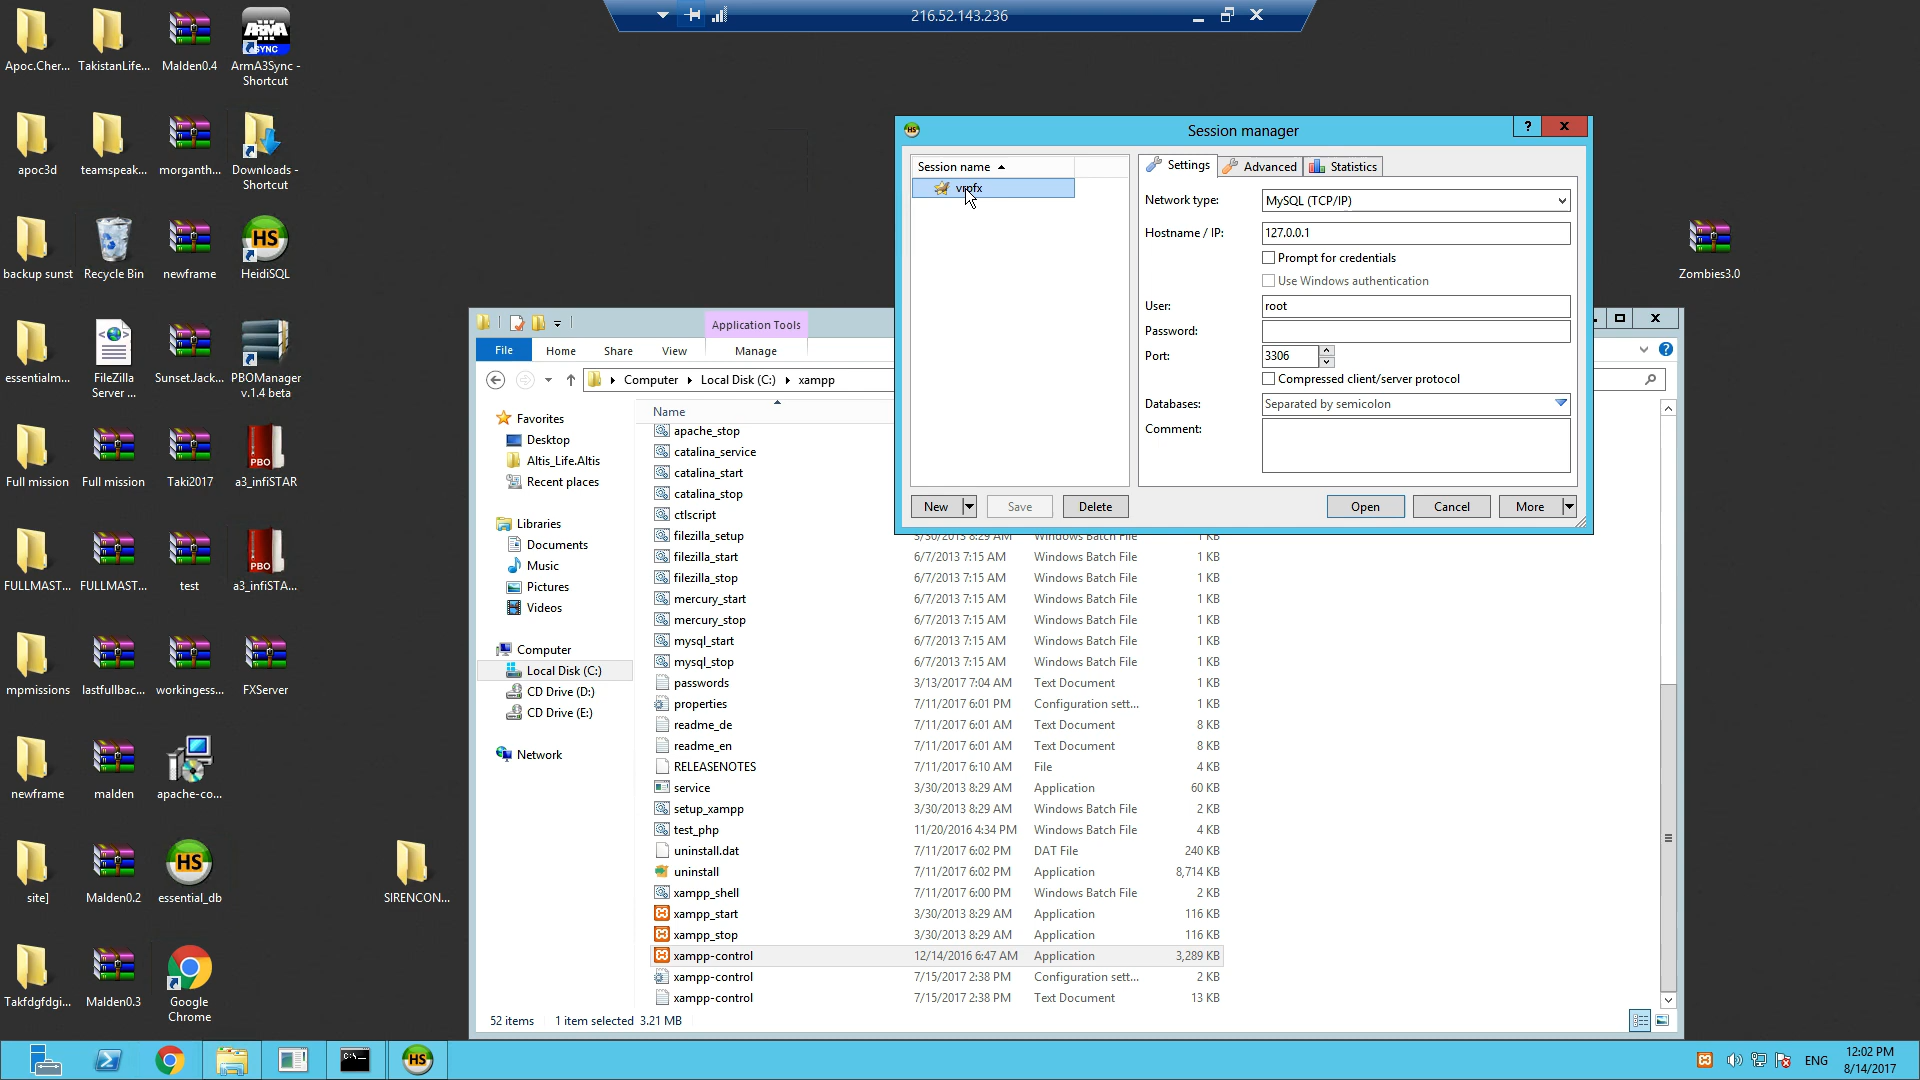 216.52.143.236
Apoc.Cher...
TakistanLife...
Malden0.4
ARMA
SYNC
ArmA3Sync -
Shortcut
apoc3d
teamspeak...
morganth...
Downloads -
Shortcut
backup sunst
Recycle Bin
newframe
HS
HeidiSQL
essentialm...
FileZilla
Server ...
Sunset.Jack...
PBOManager
v.1.4 beta
Full mission
Full mission
Taki2017
PBO
a3_infiSTAR
FULLMAST...
FULLMAST...
test
PBO
a3_infiSTA...
mpmissions
lastfullbac...
workingess...
FXServer
newframe
malden
apache-co...
site]
Malden0.2
HS
essential_db
SIRENCON...
Takfdgfdgi...
Malden0.3
Google
Chrome
Zombies3.0
Session manager
?
Session name
vrpfx
Settings
Advanced
Statistics
Network type:
MySQL (TCP/IP)
Hostname / IP:
127.0.0.1
Prompt for credentials
Use Windows authentication
User:
root
Password:
Port:
3306
Compressed client/server protocol
Databases:
Separated by semicolon
Comment:
New
Save
Delete
Open
Cancel
More
Application Tools
File
Home
Share
View
Manage
Computer
Local Disk (C:)
xampp
Favorites
Desktop
Altis_Life.Altis
Recent places
Libraries
Documents
Music
Pictures
Videos
Computer
Local Disk (C:)
CD Drive (D:)
CD Drive (E:)
Network
Name
apache_stop
catalina_service
catalina_start
catalina_stop
ctlscript
filezilla_setup 3/30/2013 8:29 AM Windows Batch File 1 KB
filezilla_start 6/7/2013 7:15 AM Windows Batch File 1 KB
filezilla_stop 6/7/2013 7:15 AM Windows Batch File 1 KB
mercury_start 6/7/2013 7:15 AM Windows Batch File 1 KB
mercury_stop 6/7/2013 7:15 AM Windows Batch File 1 KB
mysql_start 6/7/2013 7:15 AM Windows Batch File 1 KB
mysql_stop 6/7/2013 7:15 AM Windows Batch File 1 KB
passwords 3/13/2017 7:04 AM Text Document 1 KB
properties 7/11/2017 6:01 PM Configuration sett... 1 KB
readme_de 7/11/2017 6:01 AM Text Document 8 KB
readme_en 7/11/2017 6:01 AM Text Document 8 KB
RELEASENOTES 7/11/2017 6:10 AM File 4 KB
service 3/30/2013 8:29 AM Application 60 KB
setup_xampp 3/30/2013 8:29 AM Windows Batch File 2 KB
test_php 11/20/2016 4:34 PM Windows Batch File 4 KB
uninstall.dat 7/11/2017 6:02 PM DAT File 240 KB
uninstall 7/11/2017 6:02 PM Application 8,714 KB
xampp_shell 7/11/2017 6:00 PM Windows Batch File 2 KB
xampp_start 3/30/2013 8:29 AM Application 116 KB
xampp_stop 3/30/2013 8:29 AM Application 116 KB
xampp-control 12/14/2016 6:47 AM Application 3,289 KB
xampp-control 7/15/2017 2:38 PM Configuration sett... 2 KB
xampp-control 7/15/2017 2:38 PM Text Document 13 KB
52 items 1 item selected 3.21 MB
HS
ENG
12:02 PM
8/14/2017